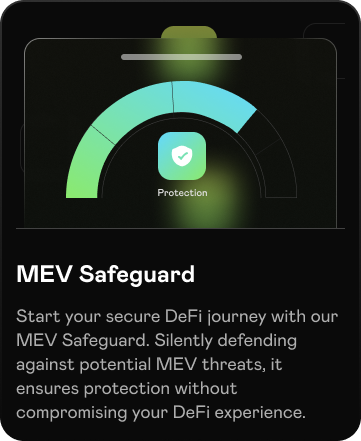 Protection
MEV Safeguard
Start your secure DeFi journey with our
MEV Safeguard. Silently defending
against potential MEV threats, it
ensures protection without
compromising your DeFi experience.